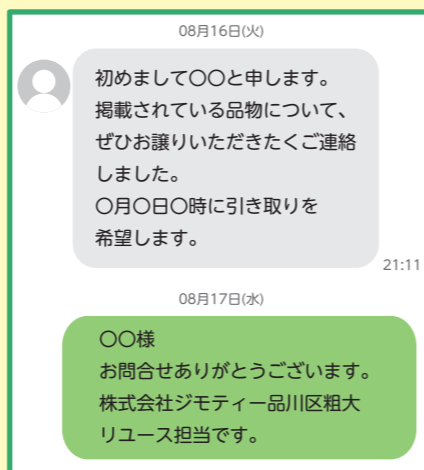 08月16日(火)
初めまして〇〇と申します。
掲載されている品物について、
ぜひお譲りいただきたくご連絡
しました。
〇月〇日〇時に引き取りを
希望します。
21:11
08月17日(水)
〇〇様
お問合せありがとうございます。
株式会社ジモティー品川区粗大
リユース担当です。